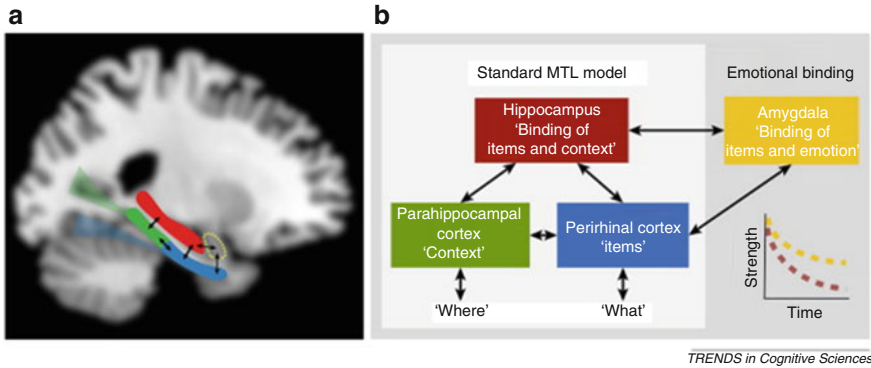 a
b
Standard MTL model
Emotional binding
Hippocampus
‘Binding of
items and context’
Amygdala
‘Binding of
items and emotion’
Parahippocampal
cortex
‘Context’
Perirhinal cortex
‘items’
‘Where’
‘What’
Strength
Time
TRENDS in Cognitive Sciences